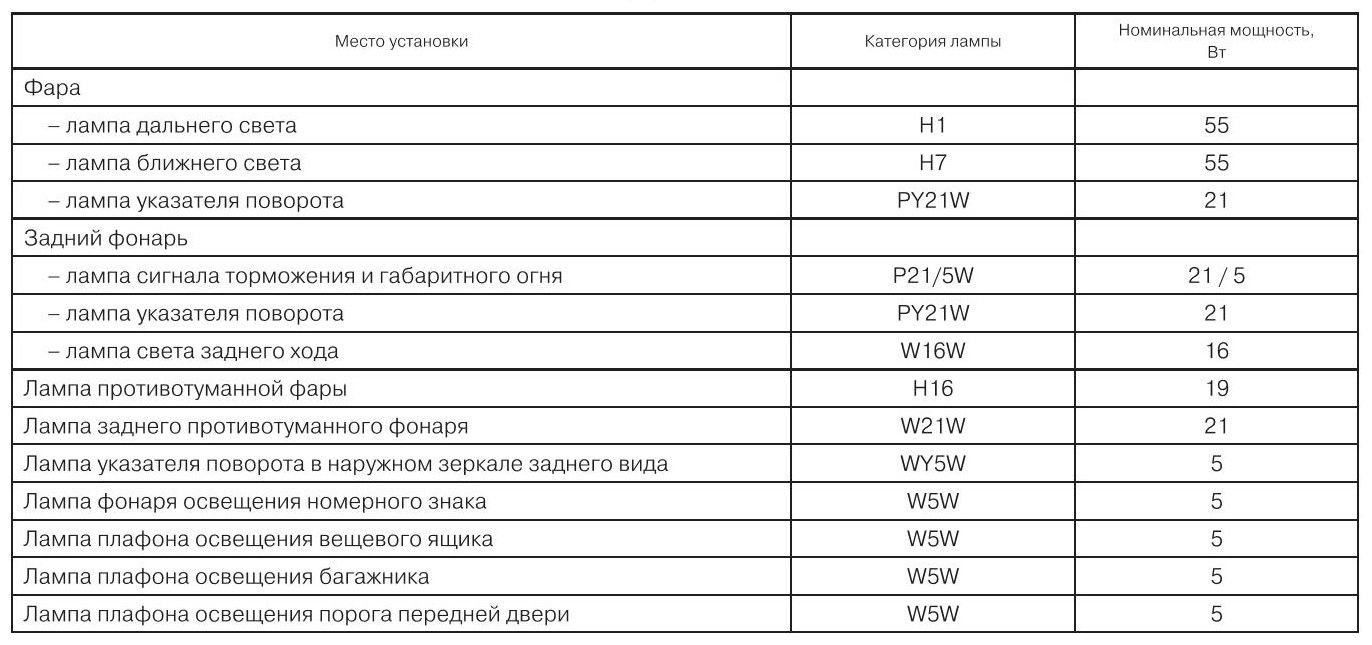 Место установки Категория лампы Номинальная мощность,
Вт
Фара
– лампа дальнего света H1 55
– лампа ближнего света H7 55
– лампа указателя поворота PY21W 21
Задний фонарь
– лампа сигнала торможения и габаритного огня P21/5W 21 / 5
– лампа указателя поворота PY21W 21
– лампа света заднего хода W16W 16
Лампа противотуманной фары H16 19
Лампа заднего противотуманного фонаря W21W 21
Лампа указателя поворота в наружном зеркале заднего вида WY5W 5
Лампа фонаря освещения номерного знака W5W 5
Лампа плафона освещения вещевого ящика W5W 5
Лампа плафона освещения багажника W5W 5
Лампа плафона освещения порога передней двери W5W 5